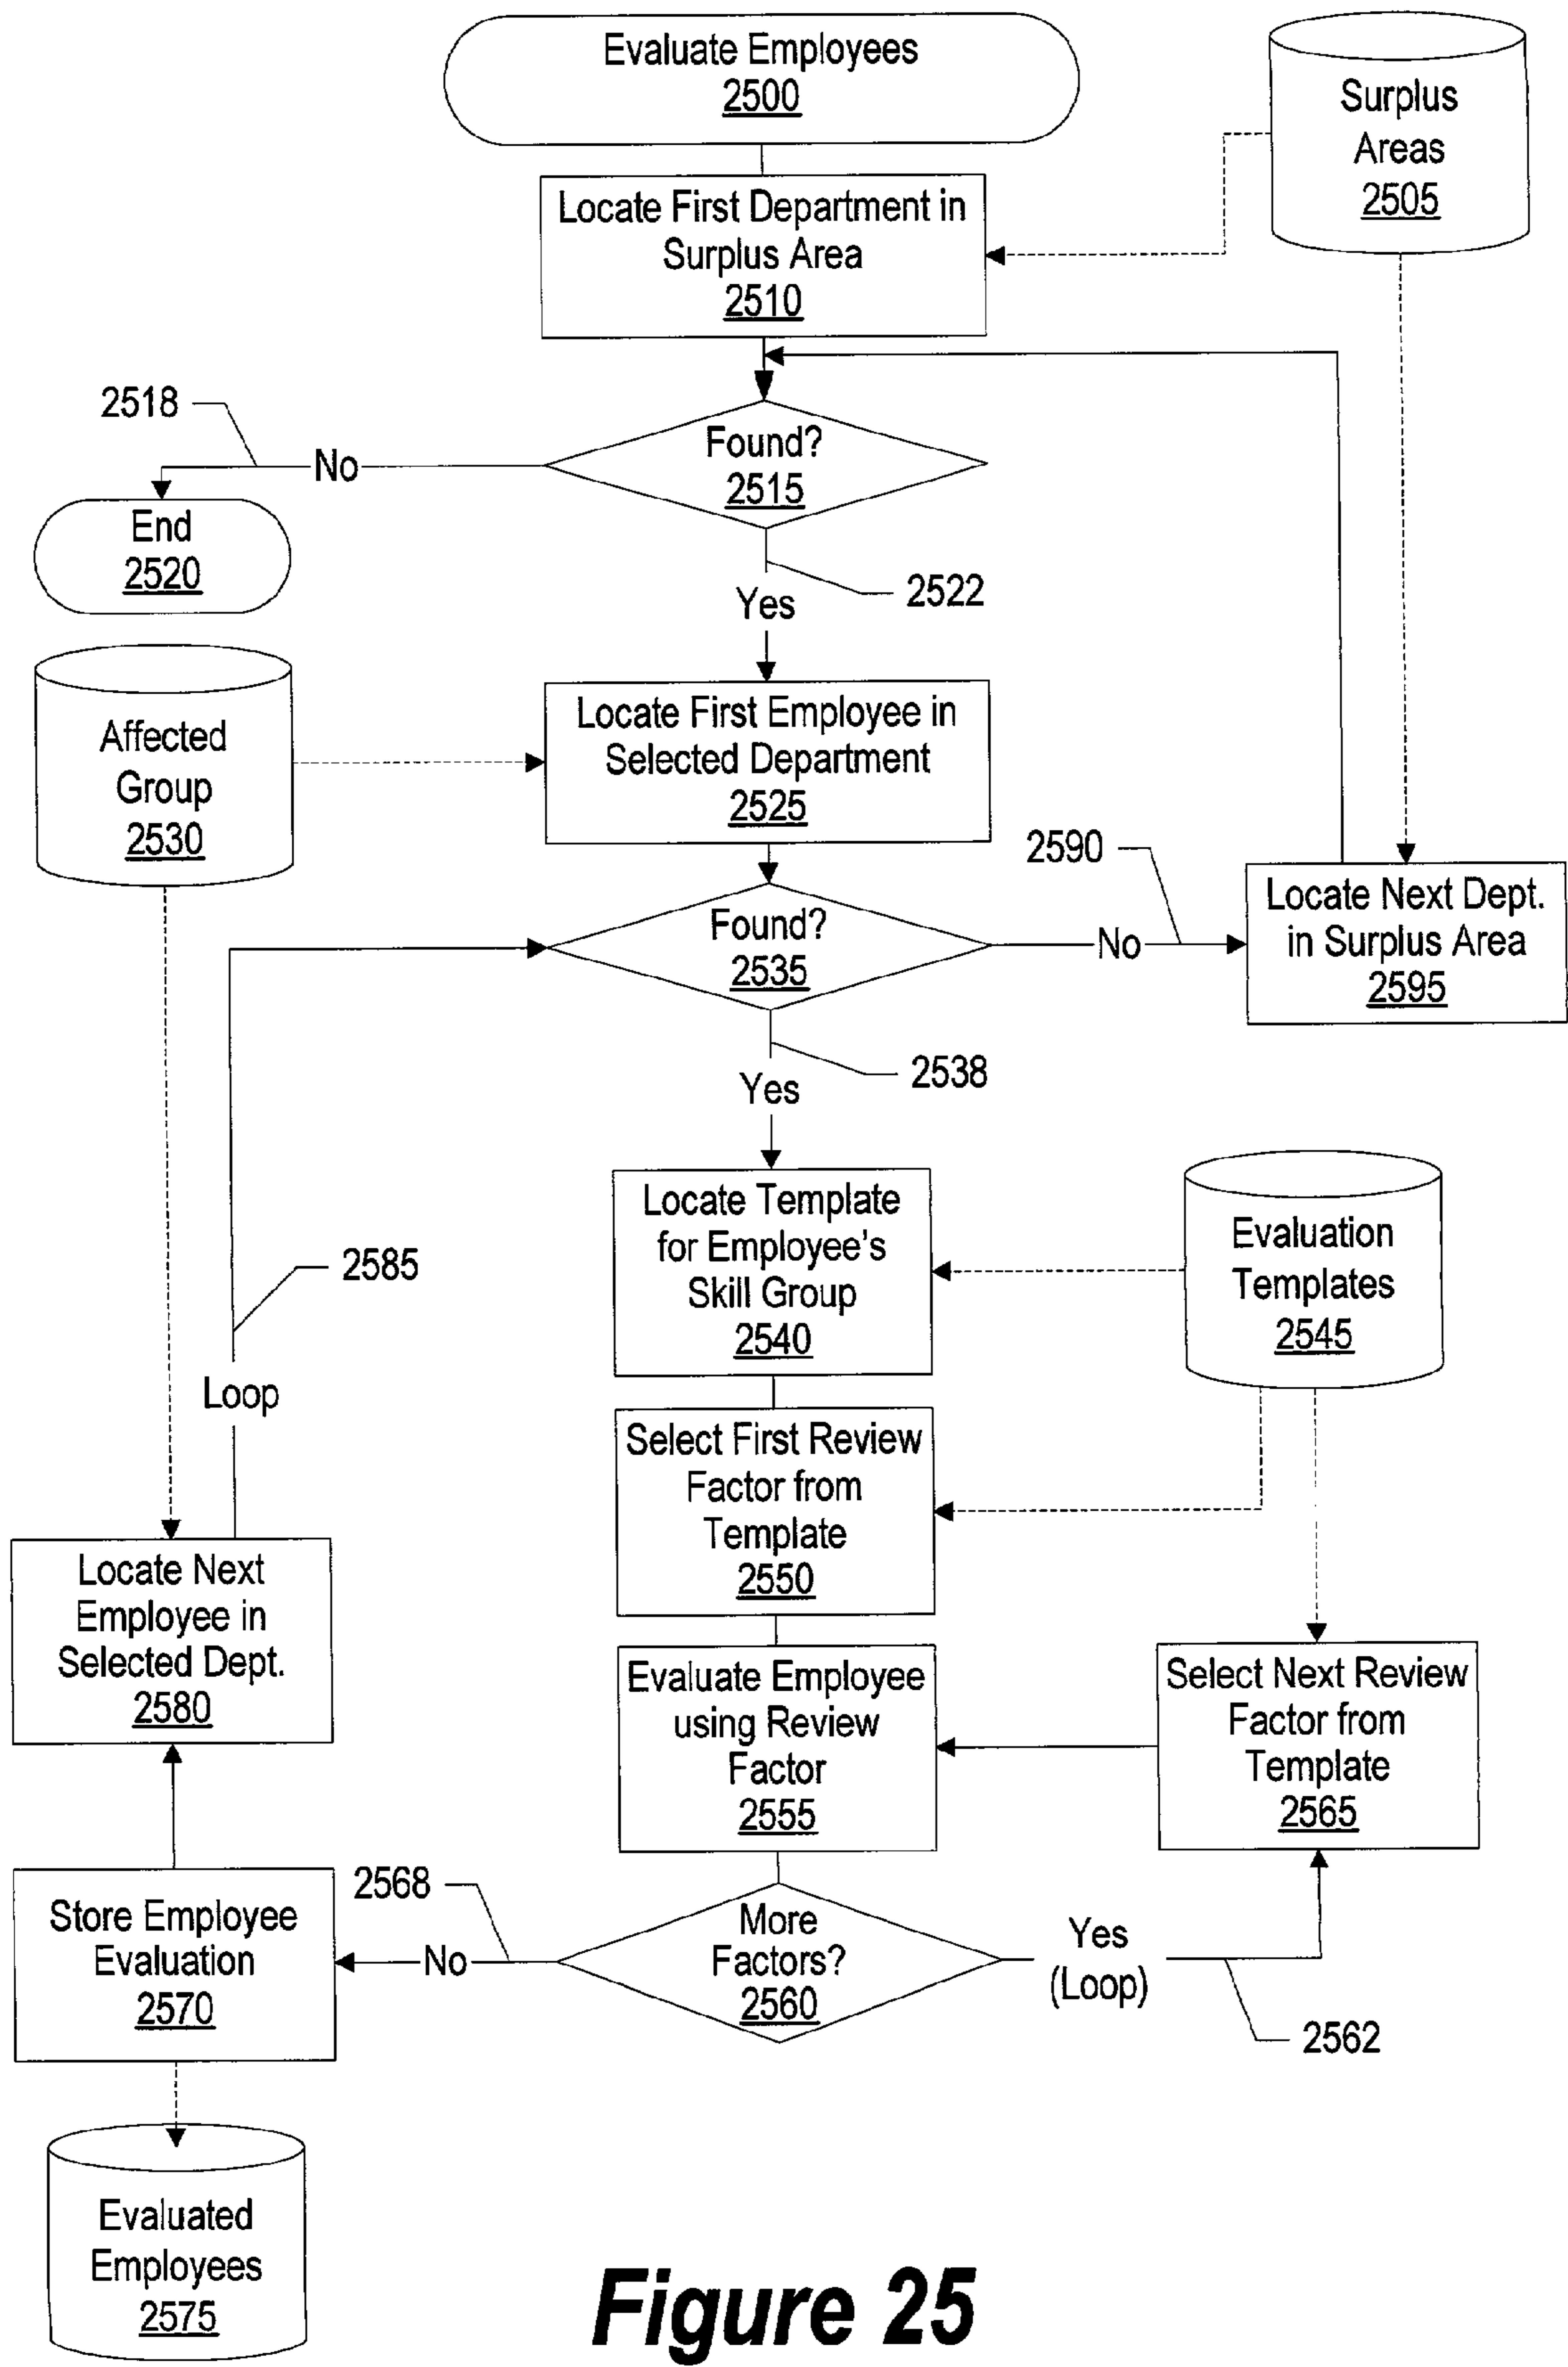 Evaluate Employees
2500
Surplus
Areas
2505
Locate First Department in
Surplus Area
2510
2518
No
Found?
2515
End
2520
2522
Yes
Affected
Group
2530
Locate First Employee in
Selected Department
2525
2590
Found?
2535
No
Locate Next Dept.
in Surplus Area
2595
2538
Yes
Locate Template
for Employee's
Skill Group
2540
Evaluation
Templates
2545
2585
Loop
Select First Review
Factor from
Template
2550
Locate Next
Employee in
Selected Dept.
2580
Evaluate Employee
using Review
Factor
2555
Select Next Review
Factor from
Template
2565
2568
Store Employee
Evaluation
2570
No
More
Factors?
2560
Yes
(Loop)
2562
Evaluated
Employees
2575
Figure 25